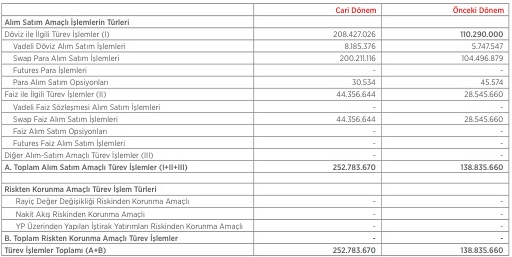 Cari Dönem Önceki Dönem
Alım Satım Amaçlı İşlemlerin Türleri
Döviz ile İlgili Türev İşlemler (I) 208.427.026 110.290.000
Vadeli Döviz Alım Satım İşlemleri 8.185.376 5.747.547
Swap Para Alım Satım İşlemleri 200.211.116 104.496.879
Futures Para İşlemleri - -
Para Alım Satım Opsiyonları 30.534 45.574
Faiz ile İlgili Türev İşlemler (II) 44.356.644 28.545.660
Vadeli Faiz Sözleşmesi Alım Satım İşlemleri - -
Swap Faiz Alım Satım İşlemleri 44.356.644 28.545.660
Faiz Alım Satım Opsiyonları - -
Futures Faiz Alım Satım İşlemleri - -
Diğer Alım-Satım Amaçlı Türev İşlemler (III) - -
A. Toplam Alım Satım Amaçlı Türev İşlemler (I+II+III) 252.783.670 138.835.660
Riskten Korunma Amaçlı Türev İşlem Türleri
Rayiç Değer Değişikliği Riskinden Korunma Amaçlı - -
Nakit Akış Riskinden Korunma Amaçlı - -
YP Üzerinden Yapılan İştirak Yatırımları Riskinden Korunma Amaçlı - -
B. Toplam Riskten Korunma Amaçlı Türev İşlemler - -
Türev İşlemler Toplamı (A+B) 252.783.670 138.835.660